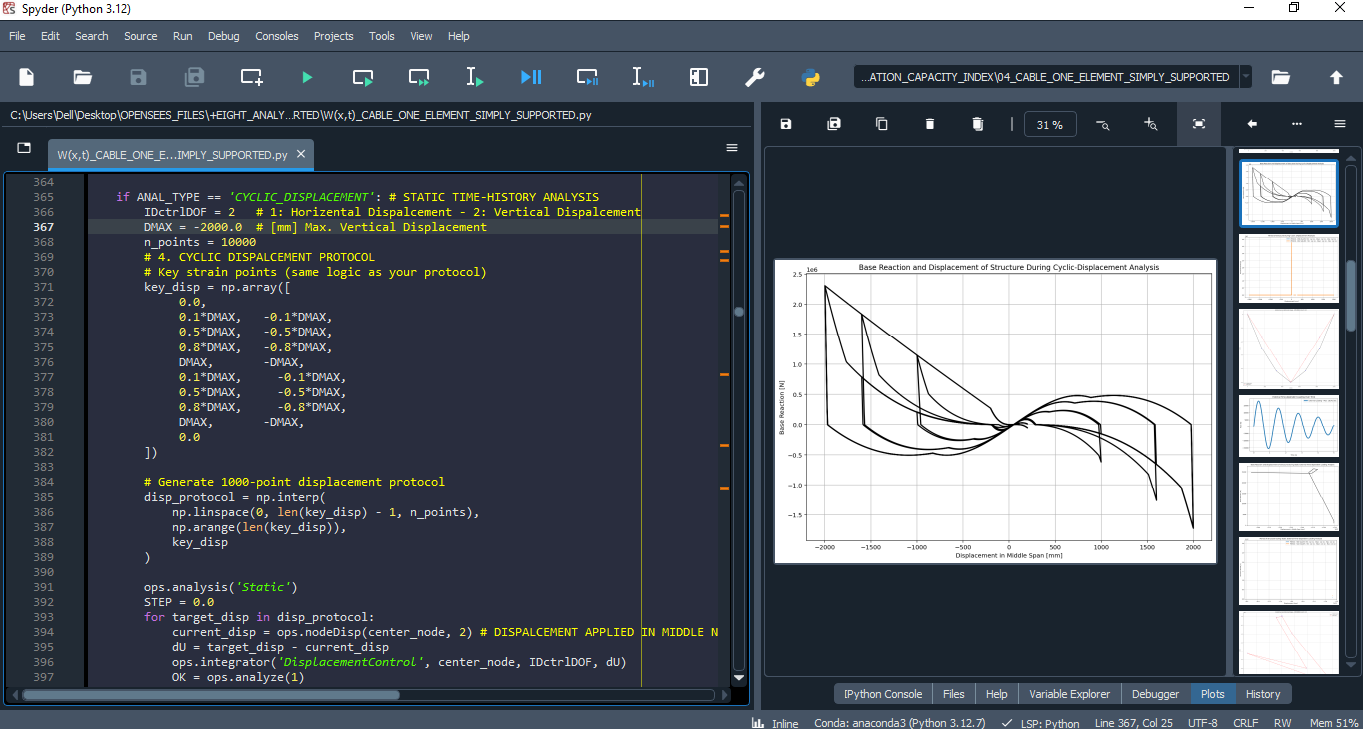 Spyder (Python 3.12)
File Edit Search Source Run Debug Consoles Projects Tools View Help
...ATION_CAPACITY_INDEX\04_CABLE_ONE_ELEMENT_SIMPLY_SUPPORTED
C:\Users\Dell\Desktop\OPENSEES_FILES\+EIGHT_ANALY...RTED\W(x,t)_CABLE_ONE_ELEMENT_SIMPLY_SUPPORTED.py
W(x,t)_CABLE_ONE_E...IMPLY_SUPPORTED.py
364
365 if ANAL_TYPE == 'CYCLIC_DISPLACEMENT': # STATIC TIME-HISTORY ANALYSIS
366 IDctrlDOF = 2 # 1: Horizental Dispalcement - 2: Vertical Dispalcement
367 DMAX = -2000.0 # [mm] Max. Vertical Displacement
368 n_points = 10000
369 # 4. CYCLIC DISPALCEMENT PROTOCOL
370 # Key strain points (same logic as your protocol)
371 key_disp = np.array([
372 0.0,
373 0.1*DMAX, -0.1*DMAX,
374 0.5*DMAX, -0.5*DMAX,
375 0.8*DMAX, -0.8*DMAX,
376 DMAX, -DMAX,
377 0.1*DMAX, -0.1*DMAX,
378 0.5*DMAX, -0.5*DMAX,
379 0.8*DMAX, -0.8*DMAX,
380 DMAX, -DMAX,
381 0.0
382 ])
383
384 # Generate 1000-point displacement protocol
385 disp_protocol = np.interp(
386 np.linspace(0, len(key_disp) - 1, n_points),
387 np.arange(len(key_disp)),
388 key_disp
389 )
390
391 ops.analysis('Static')
392 STEP = 0.0
393 for target_disp in disp_protocol:
394 current_disp = ops.nodeDisp(center_node, 2) # DISPALCEMENT APPLIED IN MIDDLE N
395 dU = target_disp - current_disp
396 ops.integrator('DisplacementControl', center_node, IDctrlDOF, dU)
397 OK = ops.analyze(1)
31 %
Base Reaction and Displacement of Structure During Cyclic-Displacement Analysis
1e6
2.5
2.0
1.5
1.0
0.5
0.0
−0.5
−1.0
−1.5
Base Reaction [N]
−2000 −1500 −1000 −500 0 500 1000 1500 2000
Displacement in Middle Span [mm]
IPython Console Files Help Variable Explorer Debugger Plots History
Inline Conda: anaconda3 (Python 3.12.7) ✓ LSP: Python Line 367, Col 25 UTF-8 CRLF RW Mem 51%